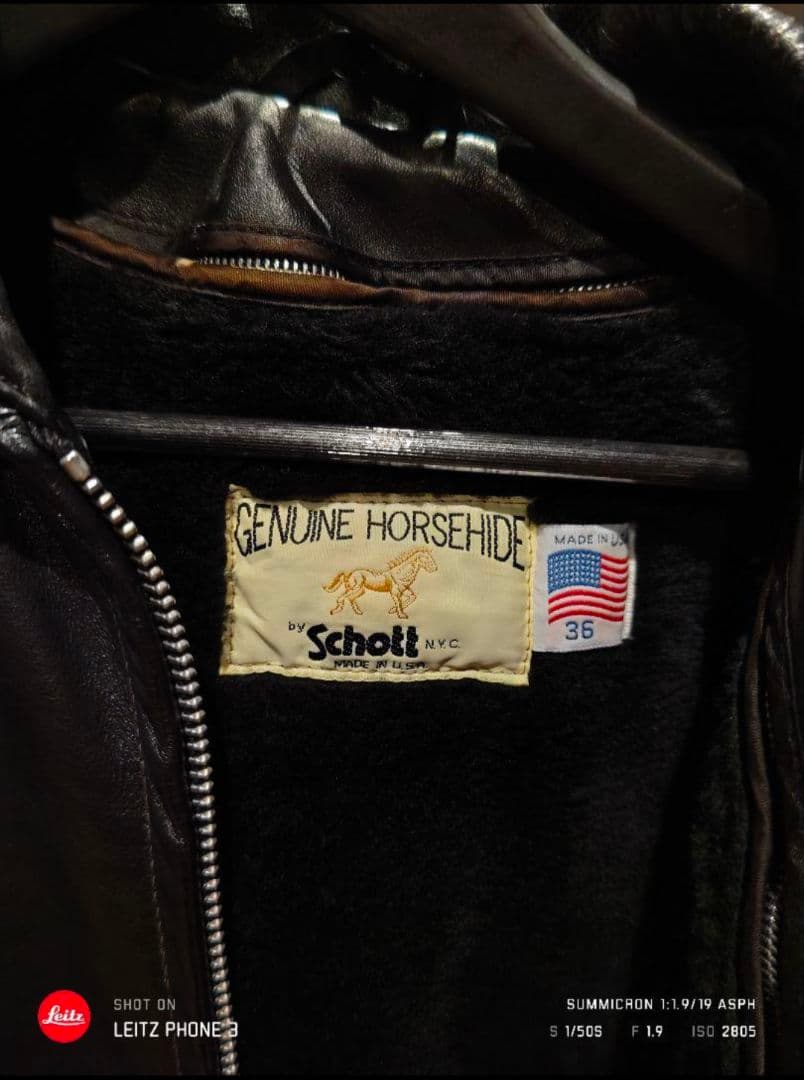 GENUINE HORSEHIDE
by Schott N.Y.C.
MADE IN U.S.A.
MADE IN
36
Leitz
SHOT ON
LEITZ PHONE 3
SUMMICRON 1:1.9/19 ASPH
S 1/50S F 1.9 ISO 2805